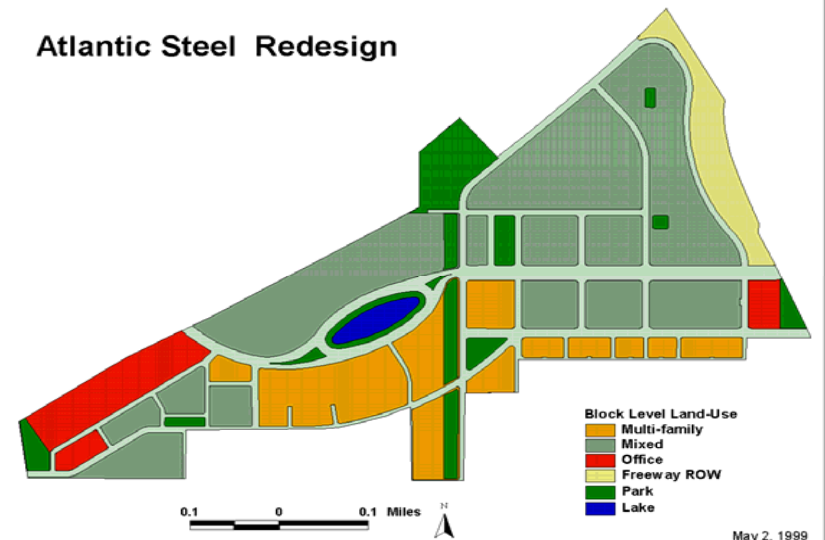 Atlantic Steel Redesign
Block Level Land-Use
Multi-family
Mixed
Office
Freeway ROW
Park
Lake
0.1 0 0.1 Miles
N
May 2, 1999